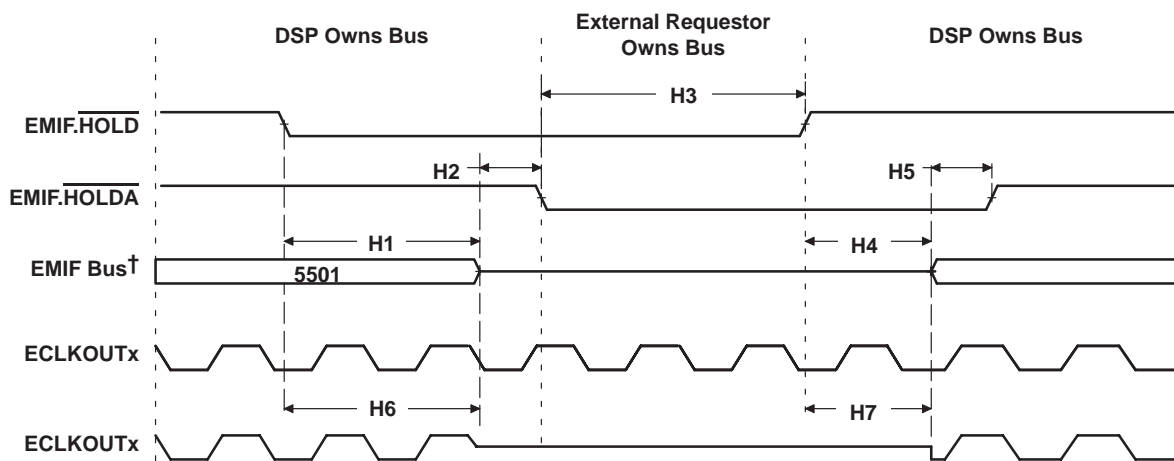 DSP Owns Bus
External Requestor
Owns Bus
DSP Owns Bus
H3
EMIF.HOLD
H2
H5
EMIF.HOLDA
H1
H4
EMIF Bus†
5501
ECLKOUTx
H6
H7
ECLKOUTx